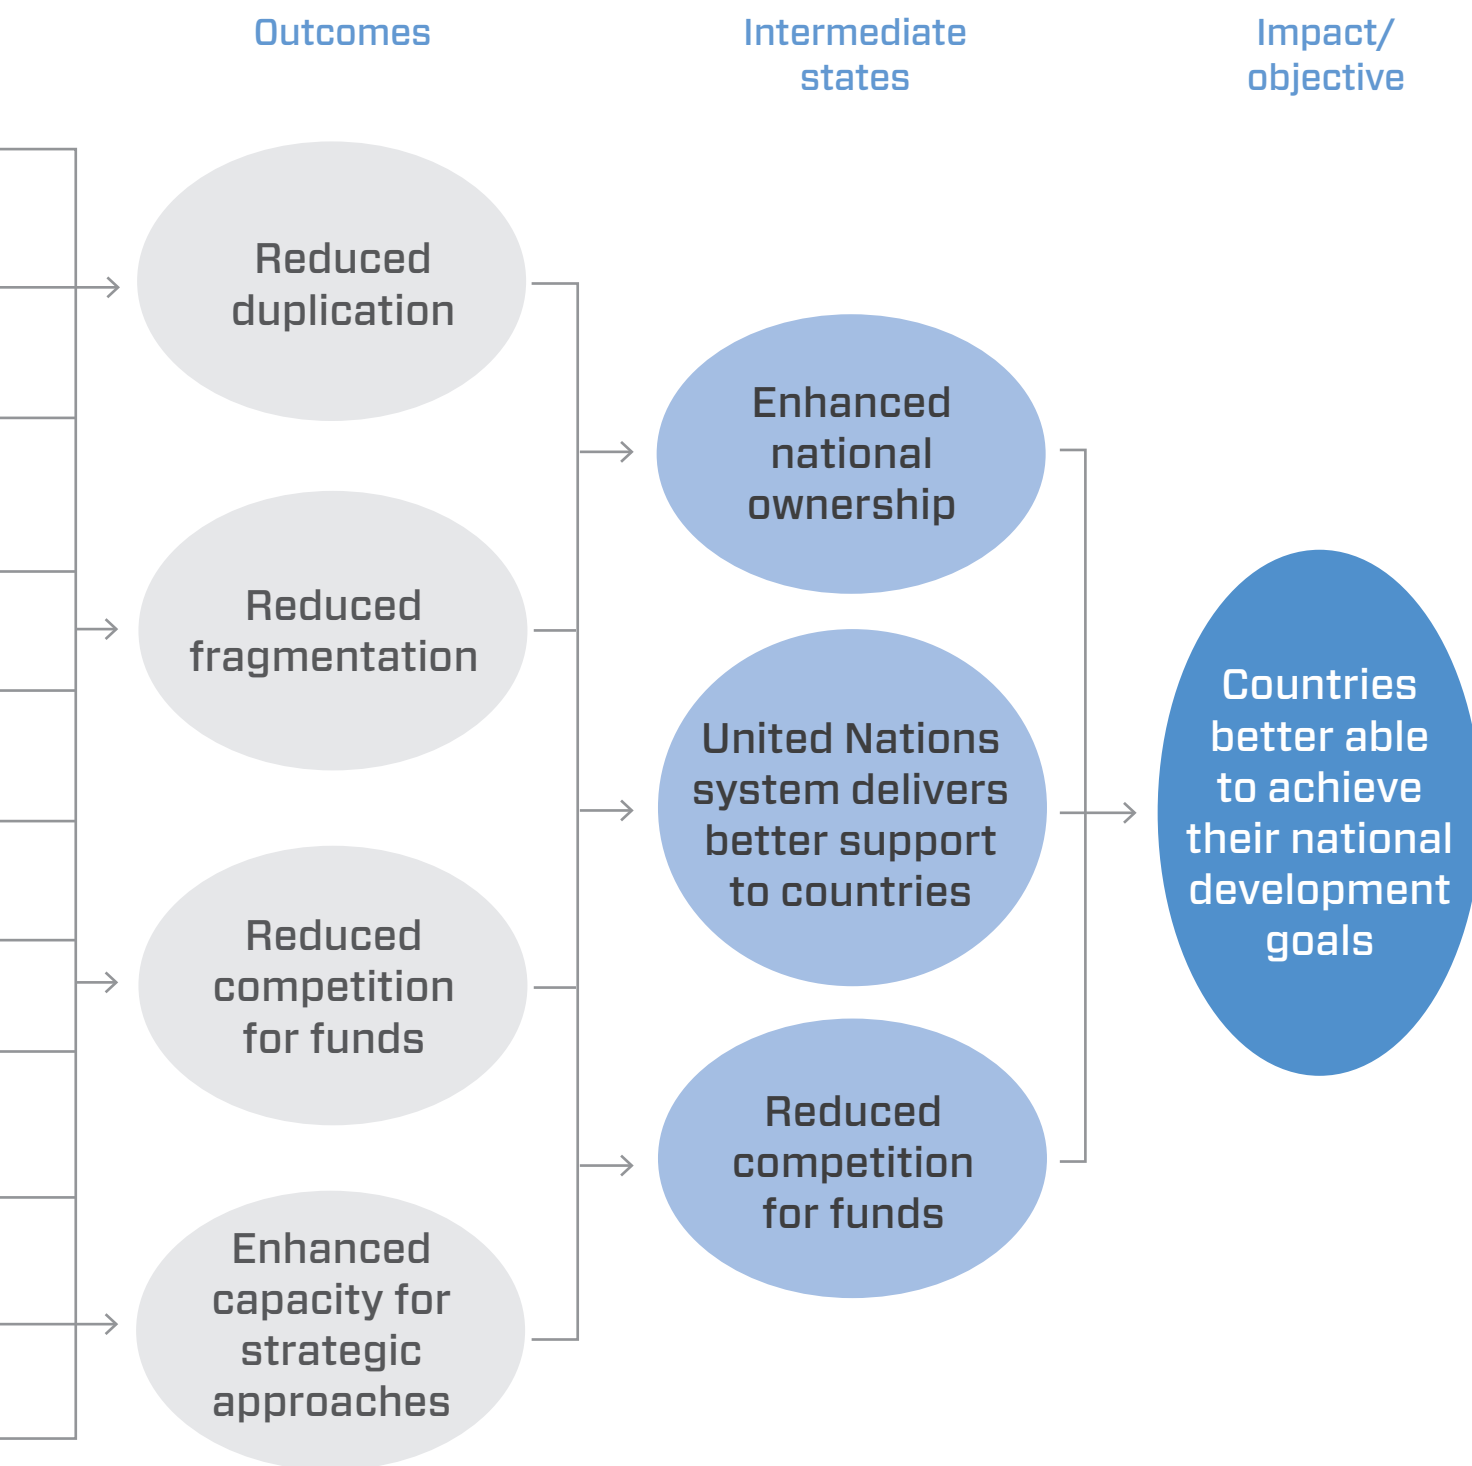 Outcomes
Intermediate
states
Impact/
objective
Reduced
duplication
Reduced
fragmentation
Reduced
competition
for funds
Enhanced
capacity for
strategic
approaches
Enhanced
national
ownership
United Nations
system delivers
better support
to countries
Reduced
competition
for funds
Countries
better able
to achieve
their national
development
goals